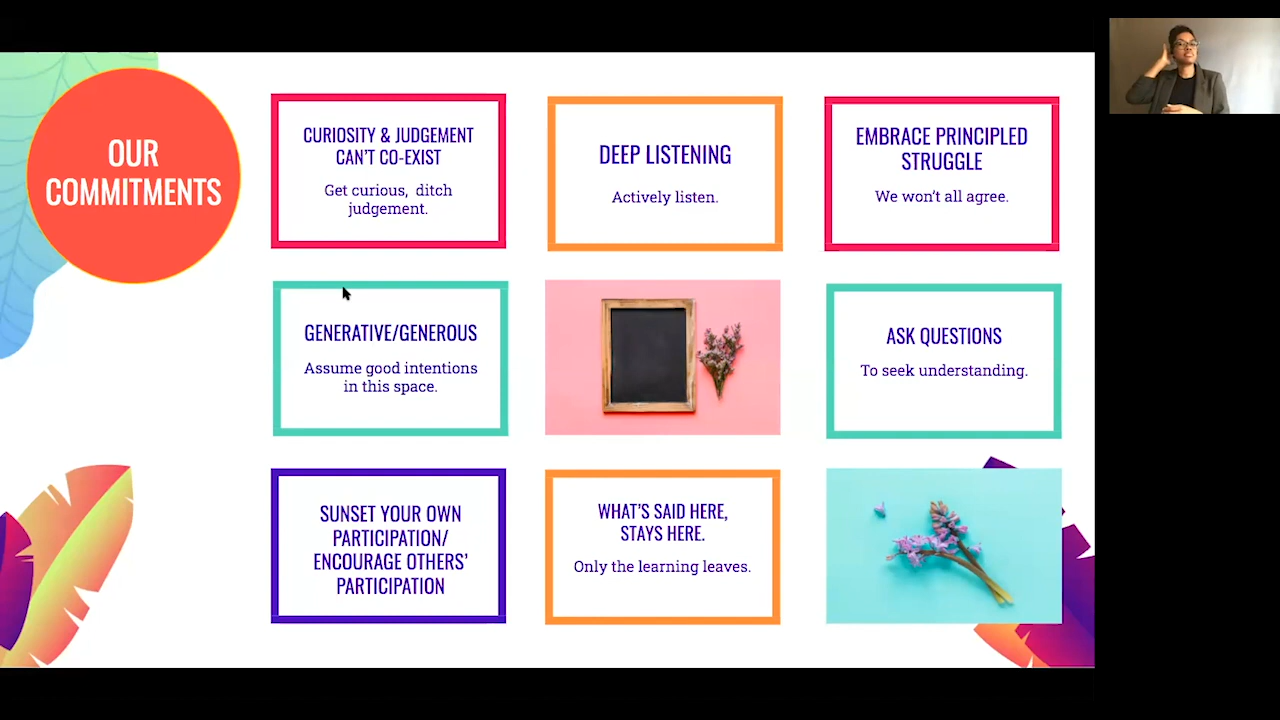 OUR
COMMITMENTS
CURIOSITY & JUDGEMENT
CAN'T CO-EXIST
Get curious, ditch
judgement.
DEEP LISTENING
Actively listen.
EMBRACE PRINCIPLED
STRUGGLE
We won't all agree.
GENERATIVE/GENEROUS
Assume good intentions
in this space.
ASK QUESTIONS
To seek understanding.
SUNSET YOUR OWN
PARTICIPATION/
ENCOURAGE OTHERS'
PARTICIPATION
WHAT'S SAID HERE,
STAYS HERE.
Only the learning leaves.